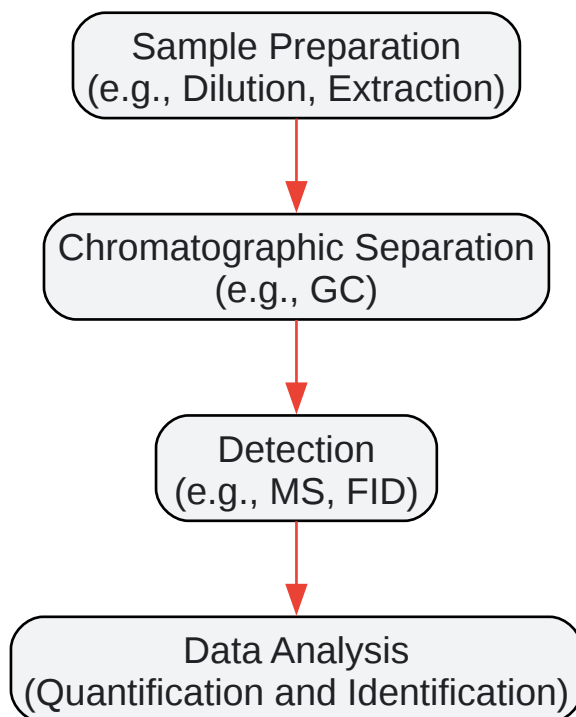 Sample Preparation
(e.g., Dilution, Extraction)
Chromatographic Separation
(e.g., GC)
Detection
(e.g., MS, FID)
Data Analysis
(Quantification and Identification)